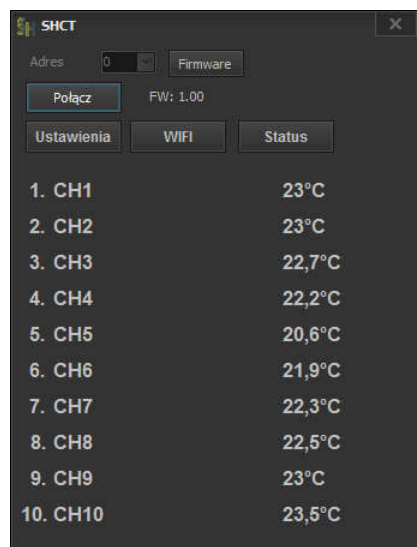 SH SHCT
Adres 0 Firmware
Połącz FW: 1.00
Ustawienia WIFI Status
1. CH1 23°C
2. CH2 23°C
3. CH3 22,7°C
4. CH4 22,2°C
5. CH5 20,6°C
6. CH6 21,9°C
7. CH7 22,3°C
8. CH8 22,5°C
9. CH9 23°C
10. CH10 23,5°C